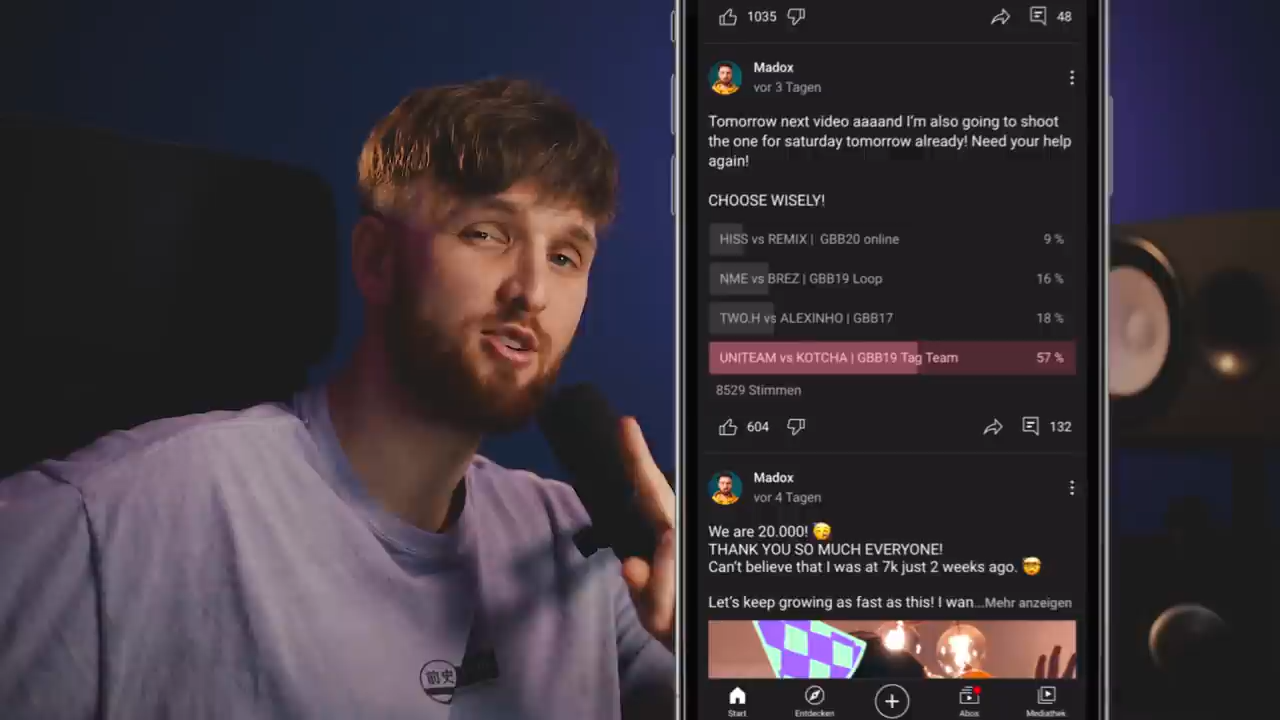 1035
48
Madox
vor 3 Tagen
Tomorrow next video aaaand I'm also going to shoot
the one for saturday tomorrow already! Need your help
again!
CHOOSE WISELY!
HISS vs REMIX | GBB20 online 9 %
NME vs BREZ | GBB19 Loop 16 %
TWO.H vs ALEXINHO | GBB17 18 %
UNITEAM vs KOTCHA | GBB19 Tag Team 57 %
8529 Stimmen
604
132
Madox
vor 4 Tagen
We are 20.000! 🥳
THANK YOU SO MUCH EVERYONE!
Can't believe that I was at 7k just 2 weeks ago. 🤯
Let's keep growing as fast as this! I wan...Mehr anzeigen
Start Entdecken Abos Mediathek
前史